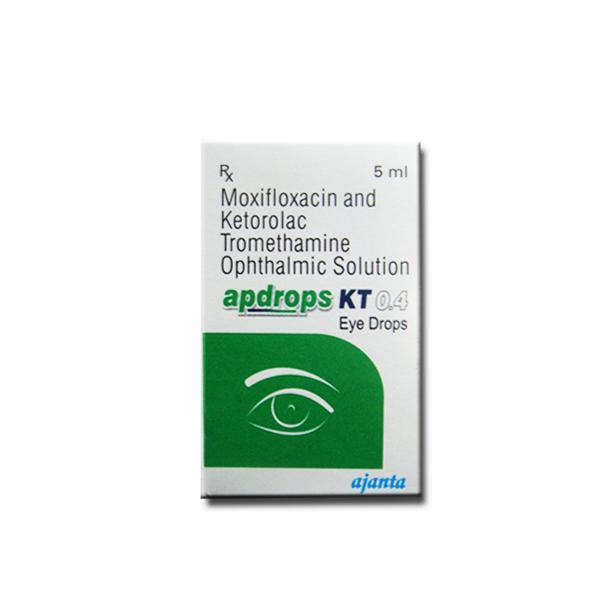 Rx 5 ml
Moxifloxacin and
Ketorolac
Tromethamine
Ophthalmic Solution
apdrops KT 0.4
Eye Drops
ajanta